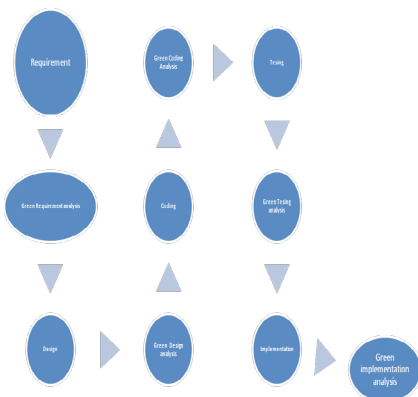 Requirement
Green Requirement analysis
Design
Green Design
analysis
Coding
Green Coding
Analysis
Tesing
Green Tesing
analysis
Implementation
Green
implementation
analysis